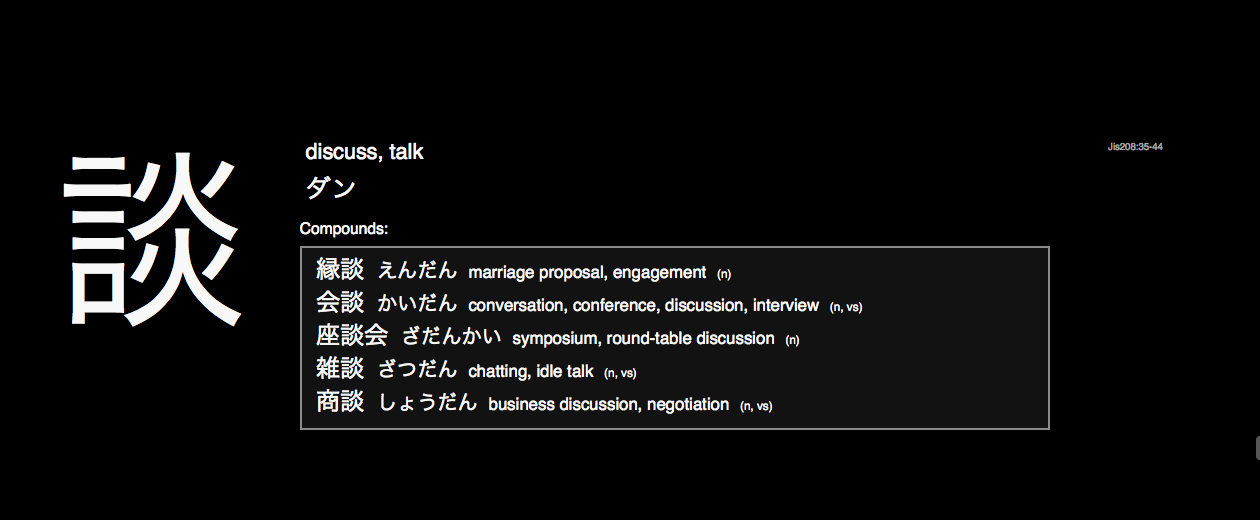 談
discuss, talk
Jis208:35-44
ダン
Compounds:
縁談 えんだん marriage proposal, engagement (n)
会談 かいだん conversation, conference, discussion, interview (n, vs)
座談会 ざだんかい symposium, round-table discussion (n)
雑談 ざつだん chatting, idle talk (n, vs)
商談 しょうだん business discussion, negotiation (n, vs)